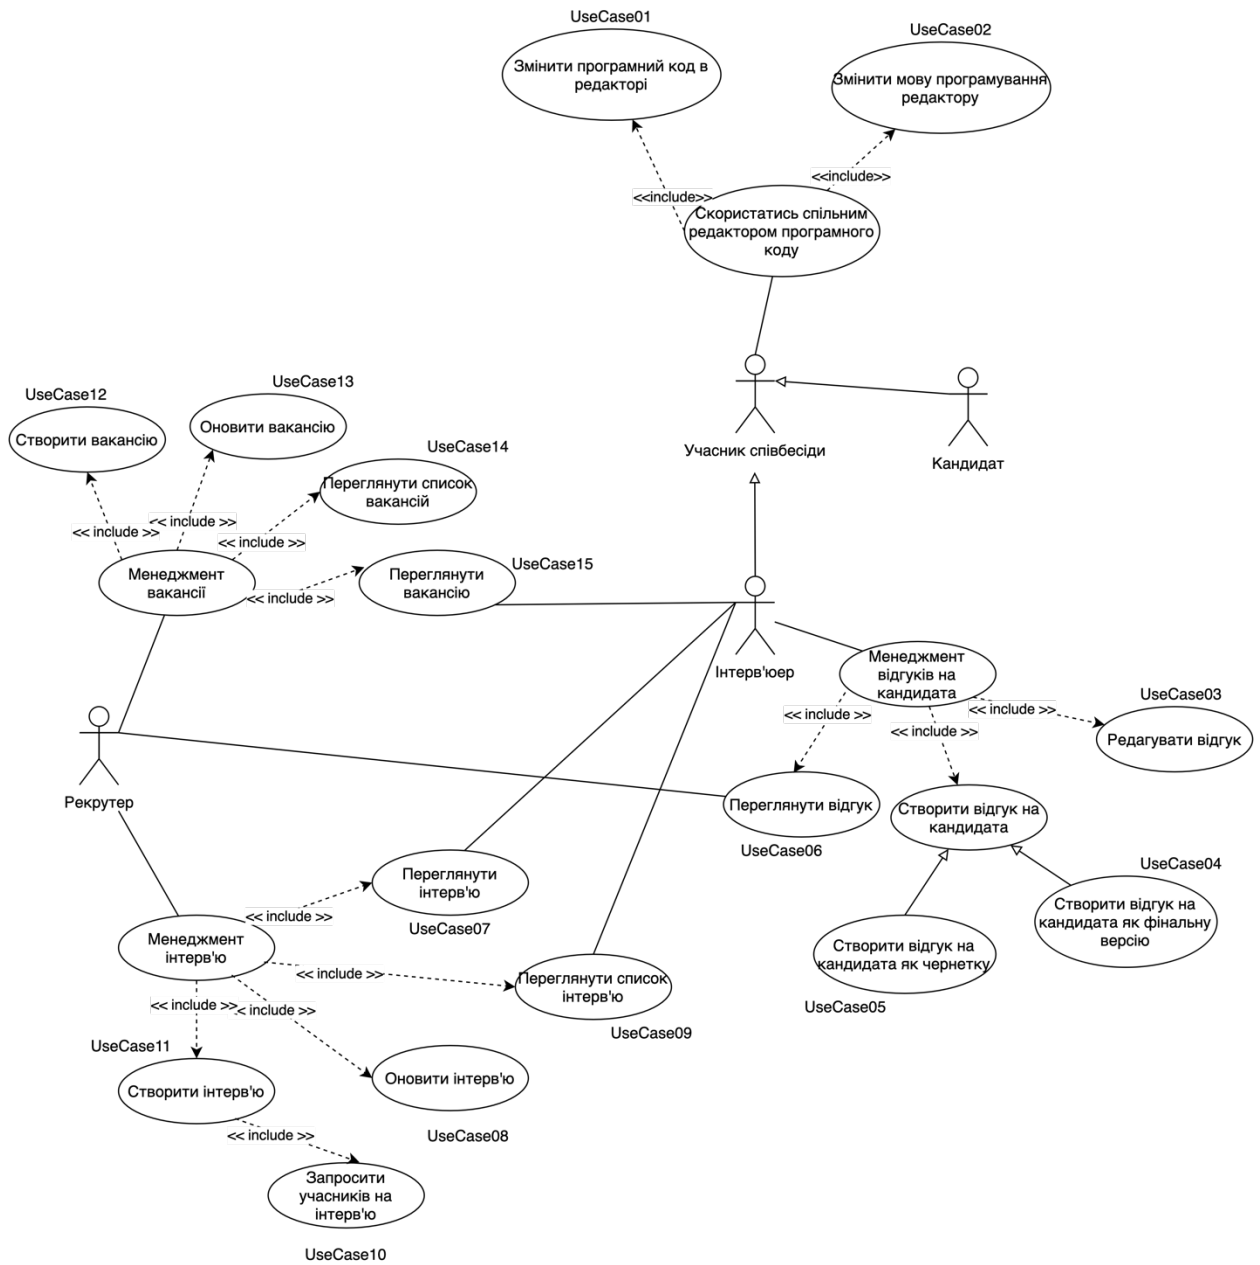 UseCase01
Змінити програмний код в
редакторі
UseCase02
Змінити мову програмування
редактору
<<include>>
<<include>>
Скористатись спільним
редактором програмного
коду
Учасник співбесіди
Кандидат
UseCase12
Створити вакансію
UseCase13
Оновити вакансію
UseCase14
Переглянути список
вакансій
<< include >>
<< include >>
<< include >>
Менеджмент
вакансії
<< include >>
Переглянути
вакансію
UseCase15
Інтерв'юер
Менеджмент
відгуків на
кандидата
<< include >>
<< include >>
<< include >>
UseCase03
Редагувати відгук
Рекрутер
Переглянути відгук
UseCase06
Створити відгук на
кандидата
UseCase04
Створити відгук на
кандидата як фінальну
версію
Створити відгук на
кандидата як чернетку
UseCase05
Переглянути
інтерв'ю
UseCase07
<< include >>
Менеджмент
інтерв'ю
<< include >>
Переглянути список
інтерв'ю
UseCase09
<< include >>
<< include >>
UseCase11
Створити інтерв'ю
Оновити інтерв'ю
UseCase08
<< include >>
Запросити
учасників на
інтерв'ю
UseCase10